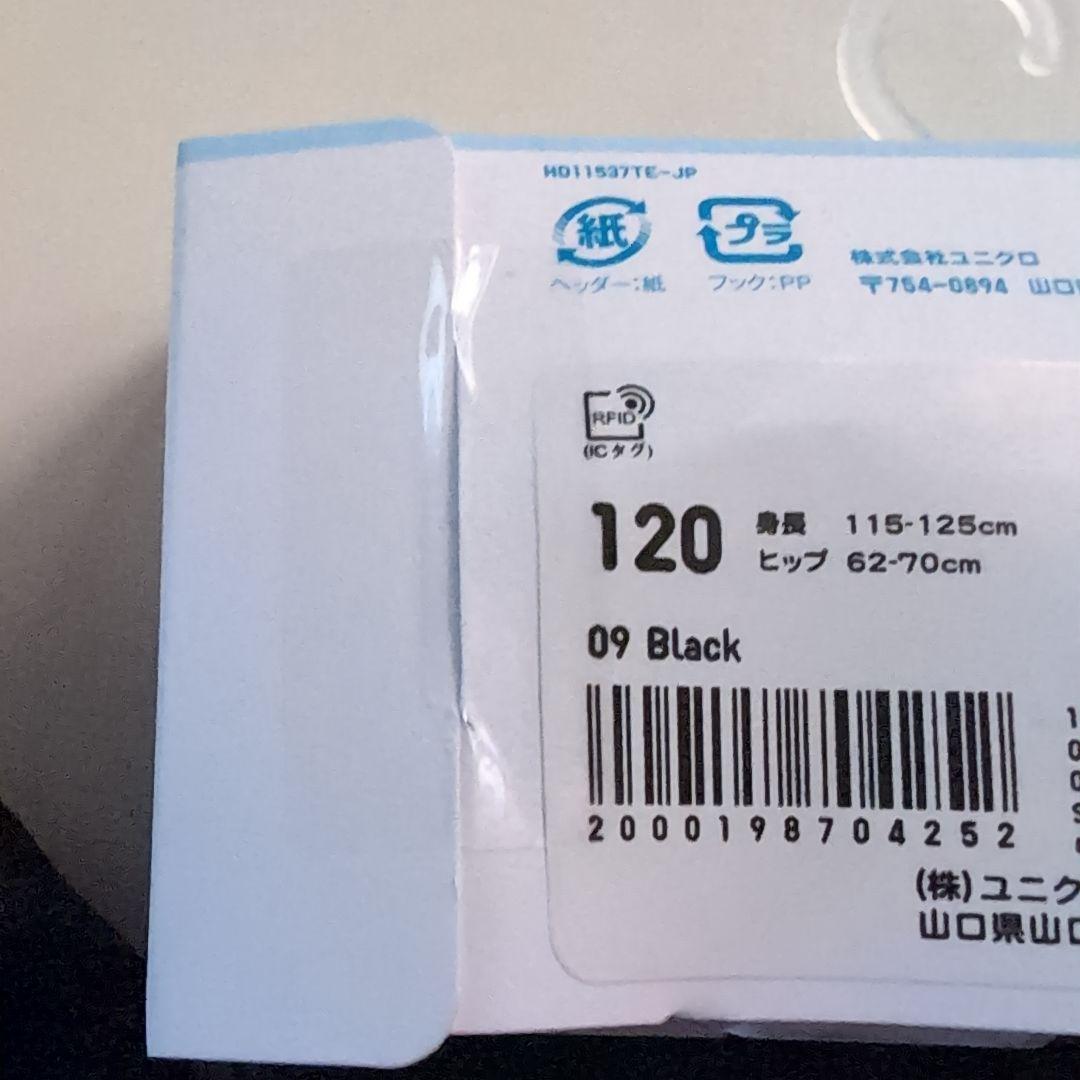 HD11537TE-JP
紙 プラ
ヘッダー:紙 フック:PP
株式会社ユニクロ
〒754-0894 山口
RFID
(ICタグ)
120 身長 115-125cm
ヒップ 62-70cm
09 Black
2000198704252
(株)ユニク
山口県山口